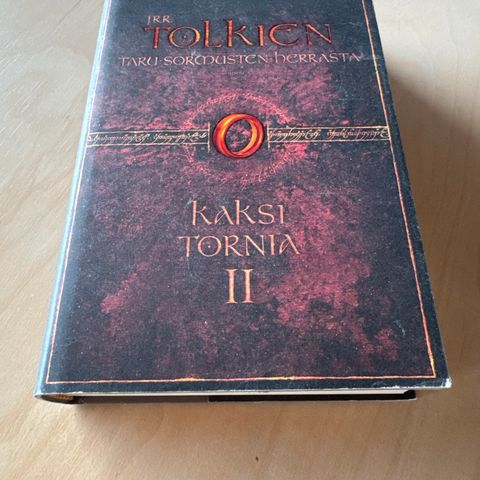 J.R.R.
TOLKIEN
TARU SORMUSTEN HERRASTA
KAKSI
TORNIA
II